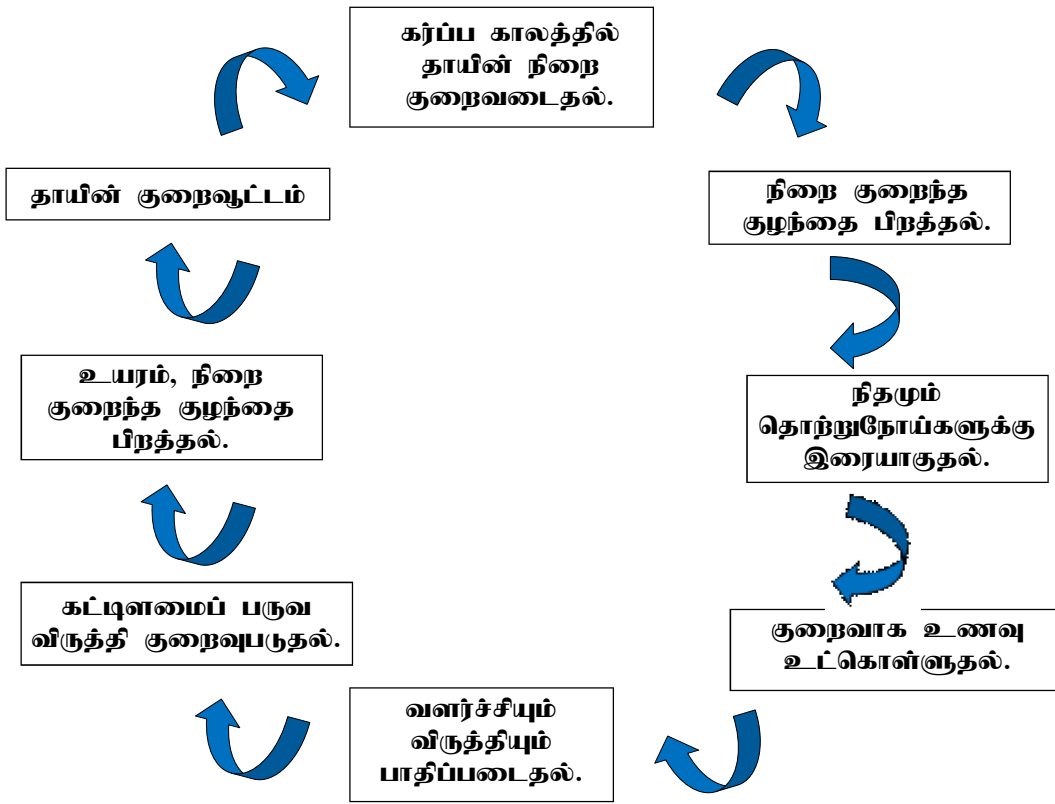 கர்ப்ப காலத்தில்
தாயின் நிறை
குறைவடைதல்.
நிறை குறைந்த
குழந்தை பிறத்தல்.
நிதமும்
தொற்றுநோய்களுக்கு
இரையாகுதல்.
குறைவாக உணவு
உட்கொள்ளுதல்.
வளர்ச்சியும்
விருத்தியும்
பாதிப்படைதல்.
கட்டிளமைப் பருவ
விருத்தி குறைவுபடுதல்.
உயரம், நிறை
குறைந்த குழந்தை
பிறத்தல்.
தாயின் குறைவூட்டம்